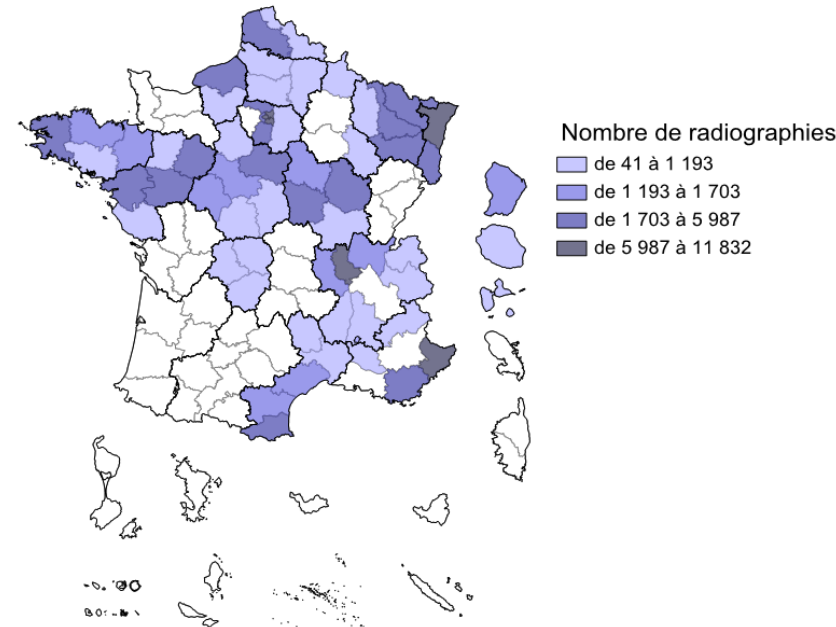 Nombre de radiographies
de 41 à 1 193
de 1 193 à 1 703
de 1 703 à 5 987
de 5 987 à 11 832